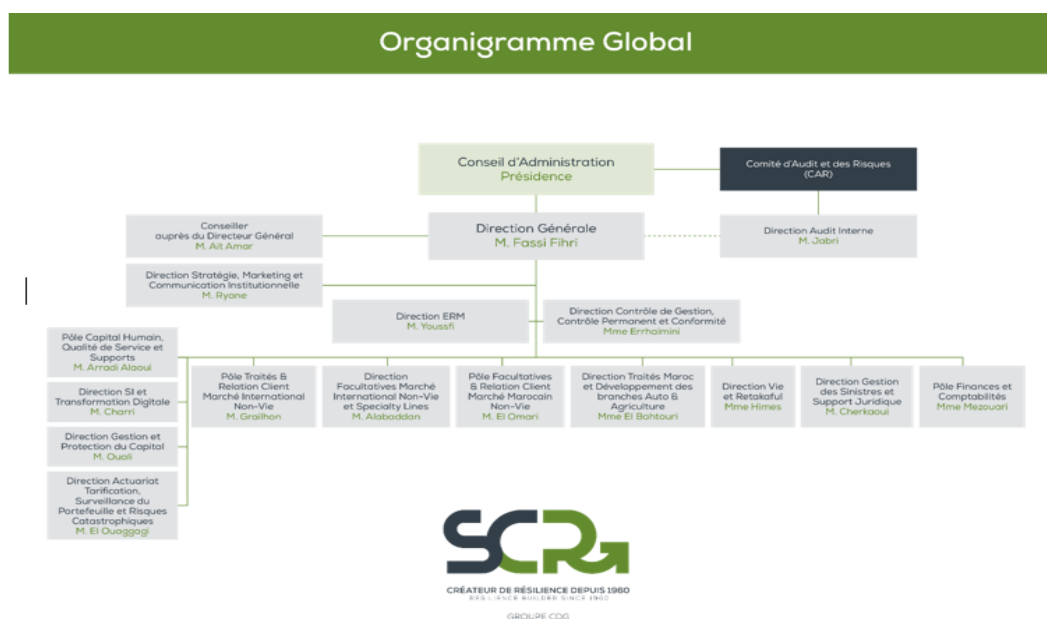 Organigramme Global
Conseil d'Administration
Présidence
Comité d'Audit et des Risques
(CAR)
Conseiller
auprès du Directeur Général
M. Ait Amar
Direction Générale
M. Fassi Fihri
Direction Audit Interne
M. Jabri
Direction Stratégie, Marketing et
Communication Institutionnelle
M. Ryane
Direction ERM
M. Youssfi
Direction Contrôle de Gestion,
Contrôle Permanent et Conformité
Mme Errhaimini
Pôle Capital Humain,
Qualité de Service et
Supports
M. Arradi Alaoui
Direction SI et
Transformation Digitale
M. Charri
Direction Gestion et
Protection du Capital
M. Ouali
Direction Actuariat
Tarification,
Surveillance du
Portefeuille et Risques
Catastrophiques
M. El Ouaggagi
Pôle Traités &
Relation Client
Marché International
Non-Vie
M. Grailhon
Direction
Facultatives Marché
International Non-Vie
et Specialty Lines
M. Alabaddan
Pôle Facultatives
& Relation Client
Marché Marocain
Non-Vie
M. El Omari
Direction Traités Maroc
et Développement des
branches Auto &
Agriculture
Mme El Bahtouri
Direction Vie
et Retakaful
Mme Himes
Direction Gestion
des Sinistres et
Support Juridique
M. Cherkaoui
Pôle Finances et
Comptabilités
Mme Mezouari
SCR
CRÉATEUR DE RÉSILIENCE DEPUIS 1960
RESILIENCE BUILDER SINCE 1960
GROUPE CDG